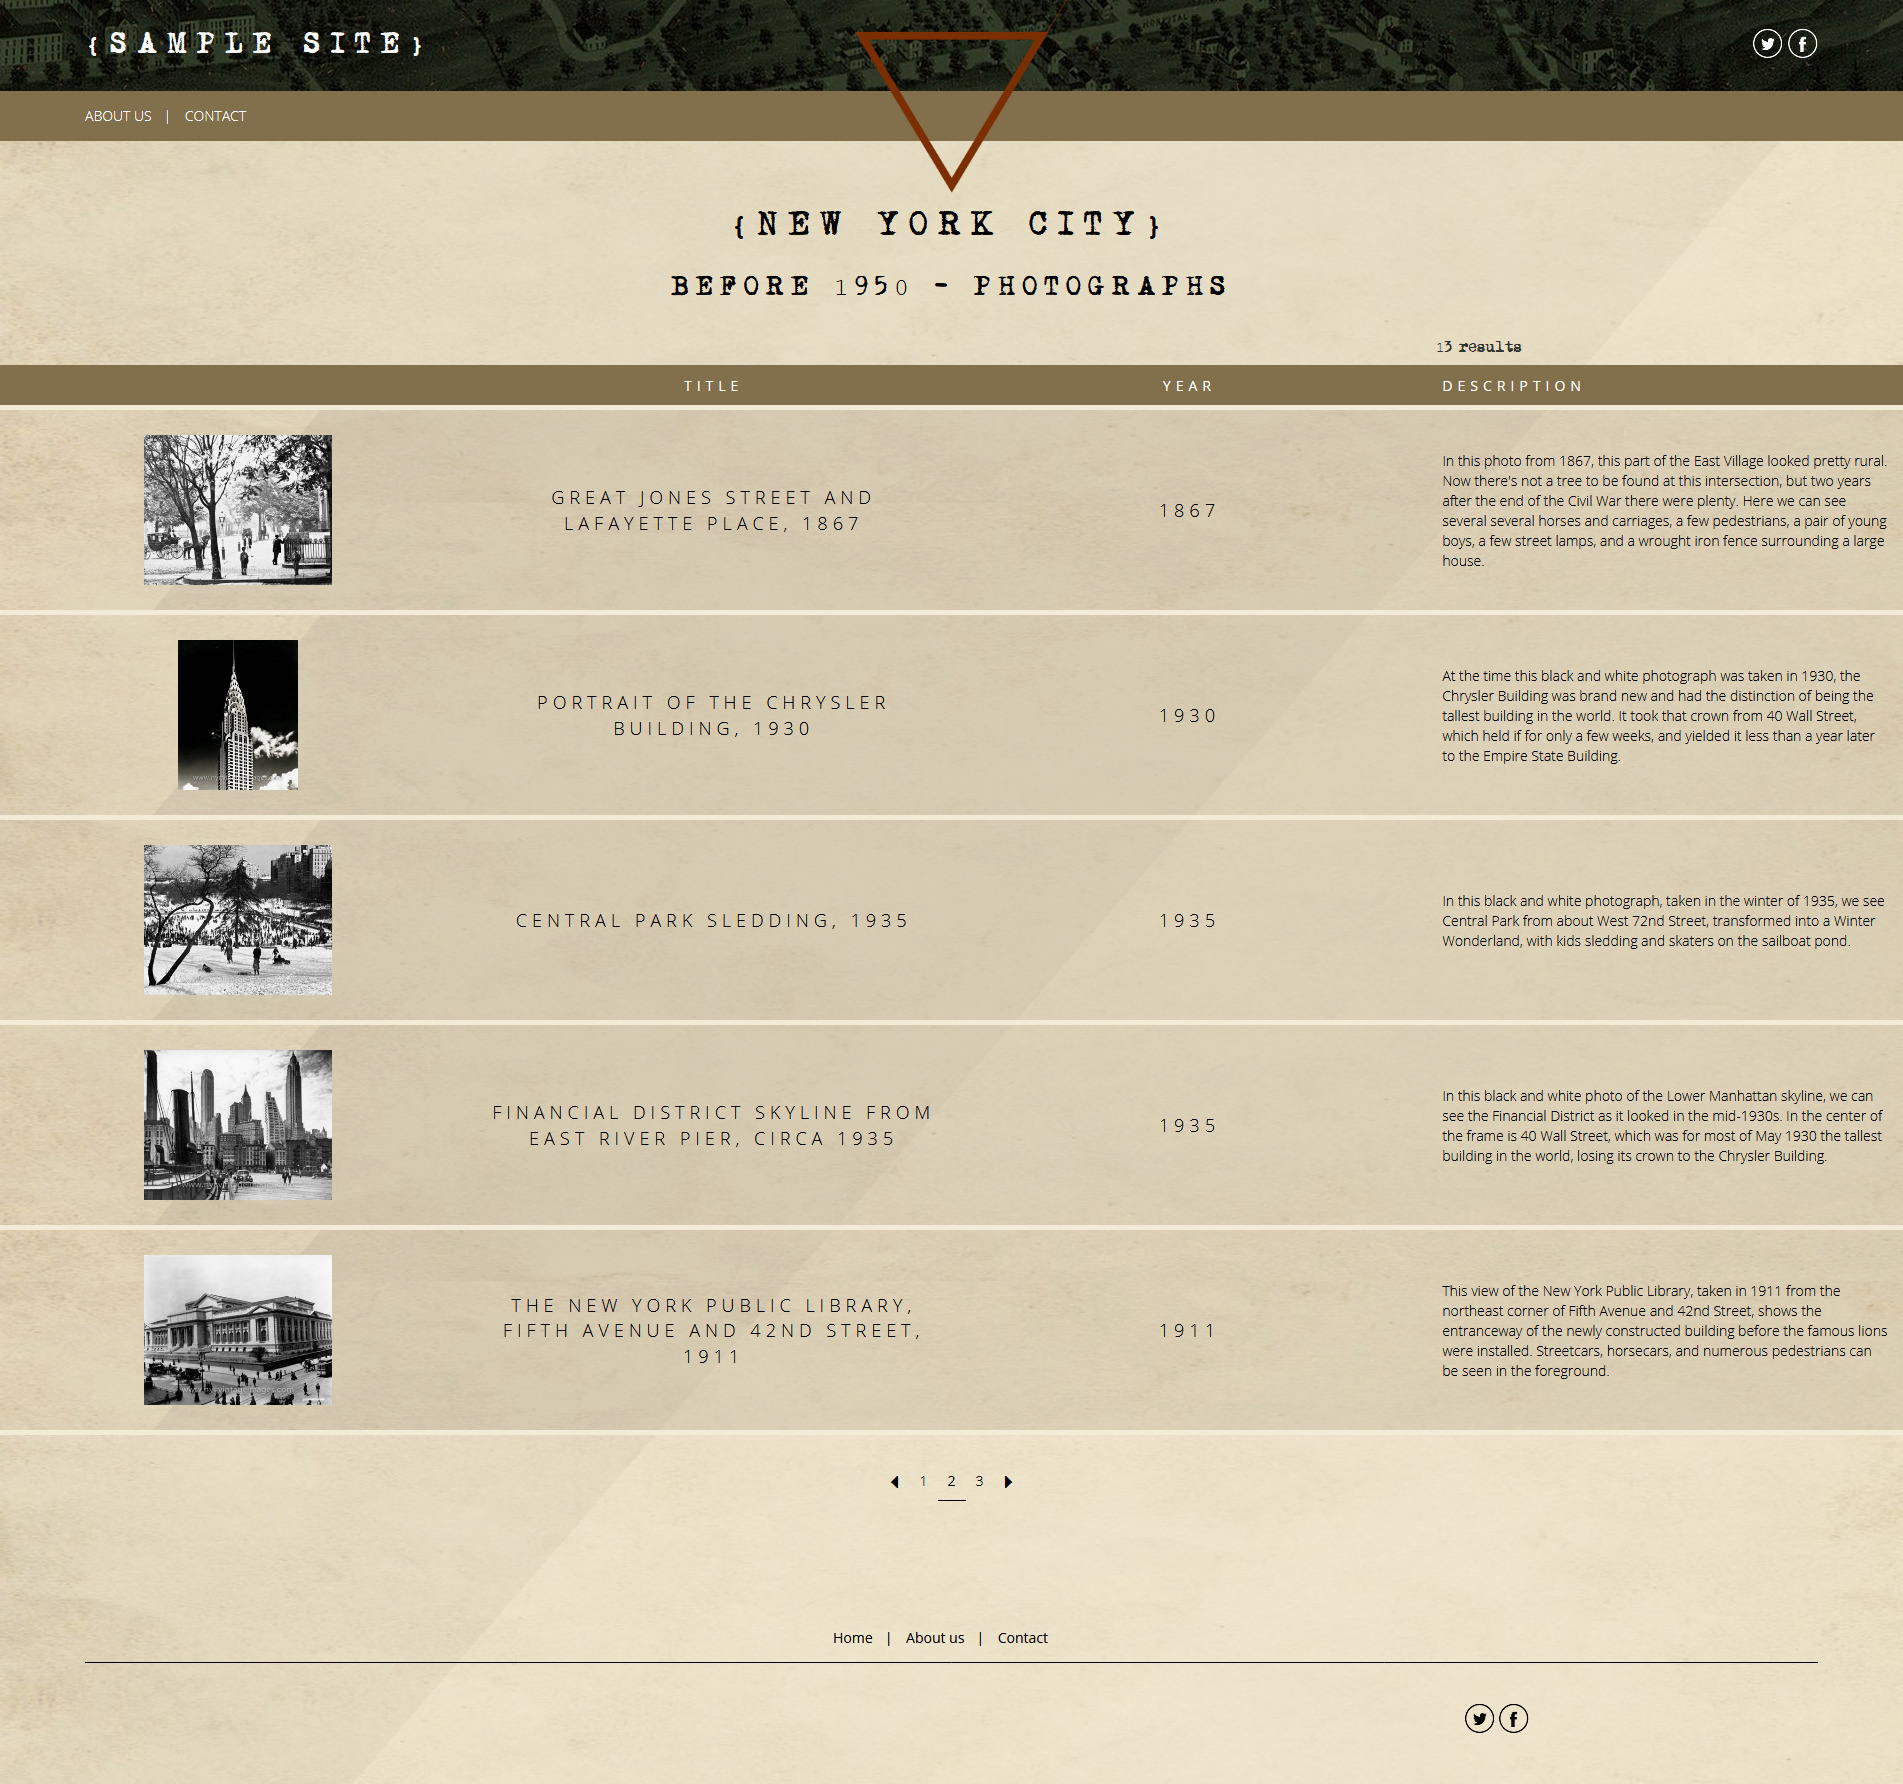 {SAMPLE SITE}
ABOUT US | CONTACT
{NEW YORK CITY}
BEFORE 1950 - PHOTOGRAPHS
13 results
TITLE YEAR DESCRIPTION
GREAT JONES STREET AND
LAFAYETTE PLACE, 1867
1867
In this photo from 1867, this part of the East Village looked pretty rural.
Now there's not a tree to be found at this intersection, but two years
after the end of the Civil War there were plenty. Here we can see
several several horses and carriages, a few pedestrians, a pair of young
boys, a few street lamps, and a wrought iron fence surrounding a large
house.
PORTRAIT OF THE CHRYSLER
BUILDING, 1930
1930
At the time this black and white photograph was taken in 1930, the
Chrysler Building was brand new and had the distinction of being the
tallest building in the world. It took that crown from 40 Wall Street,
which held if for only a few weeks, and yielded it less than a year later
to the Empire State Building.
CENTRAL PARK SLEDDING, 1935
1935
In this black and white photograph, taken in the winter of 1935, we see
Central Park from about West 72nd Street, transformed into a Winter
Wonderland, with kids sledding and skaters on the sailboat pond.
FINANCIAL DISTRICT SKYLINE FROM
EAST RIVER PIER, CIRCA 1935
1935
In this black and white photo of the Lower Manhattan skyline, we can
see the Financial District as it looked in the mid-1930s. In the center of
the frame is 40 Wall Street, which was for most of May 1930 the tallest
building in the world, losing its crown to the Chrysler Building.
THE NEW YORK PUBLIC LIBRARY,
FIFTH AVENUE AND 42ND STREET,
1911
1911
This view of the New York Public Library, taken in 1911 from the
northeast corner of Fifth Avenue and 42nd Street, shows the
entranceway of the newly constructed building before the famous lions
were installed. Streetcars, horsecars, and numerous pedestrians can
be seen in the foreground.
1 2 3
Home | About us | Contact